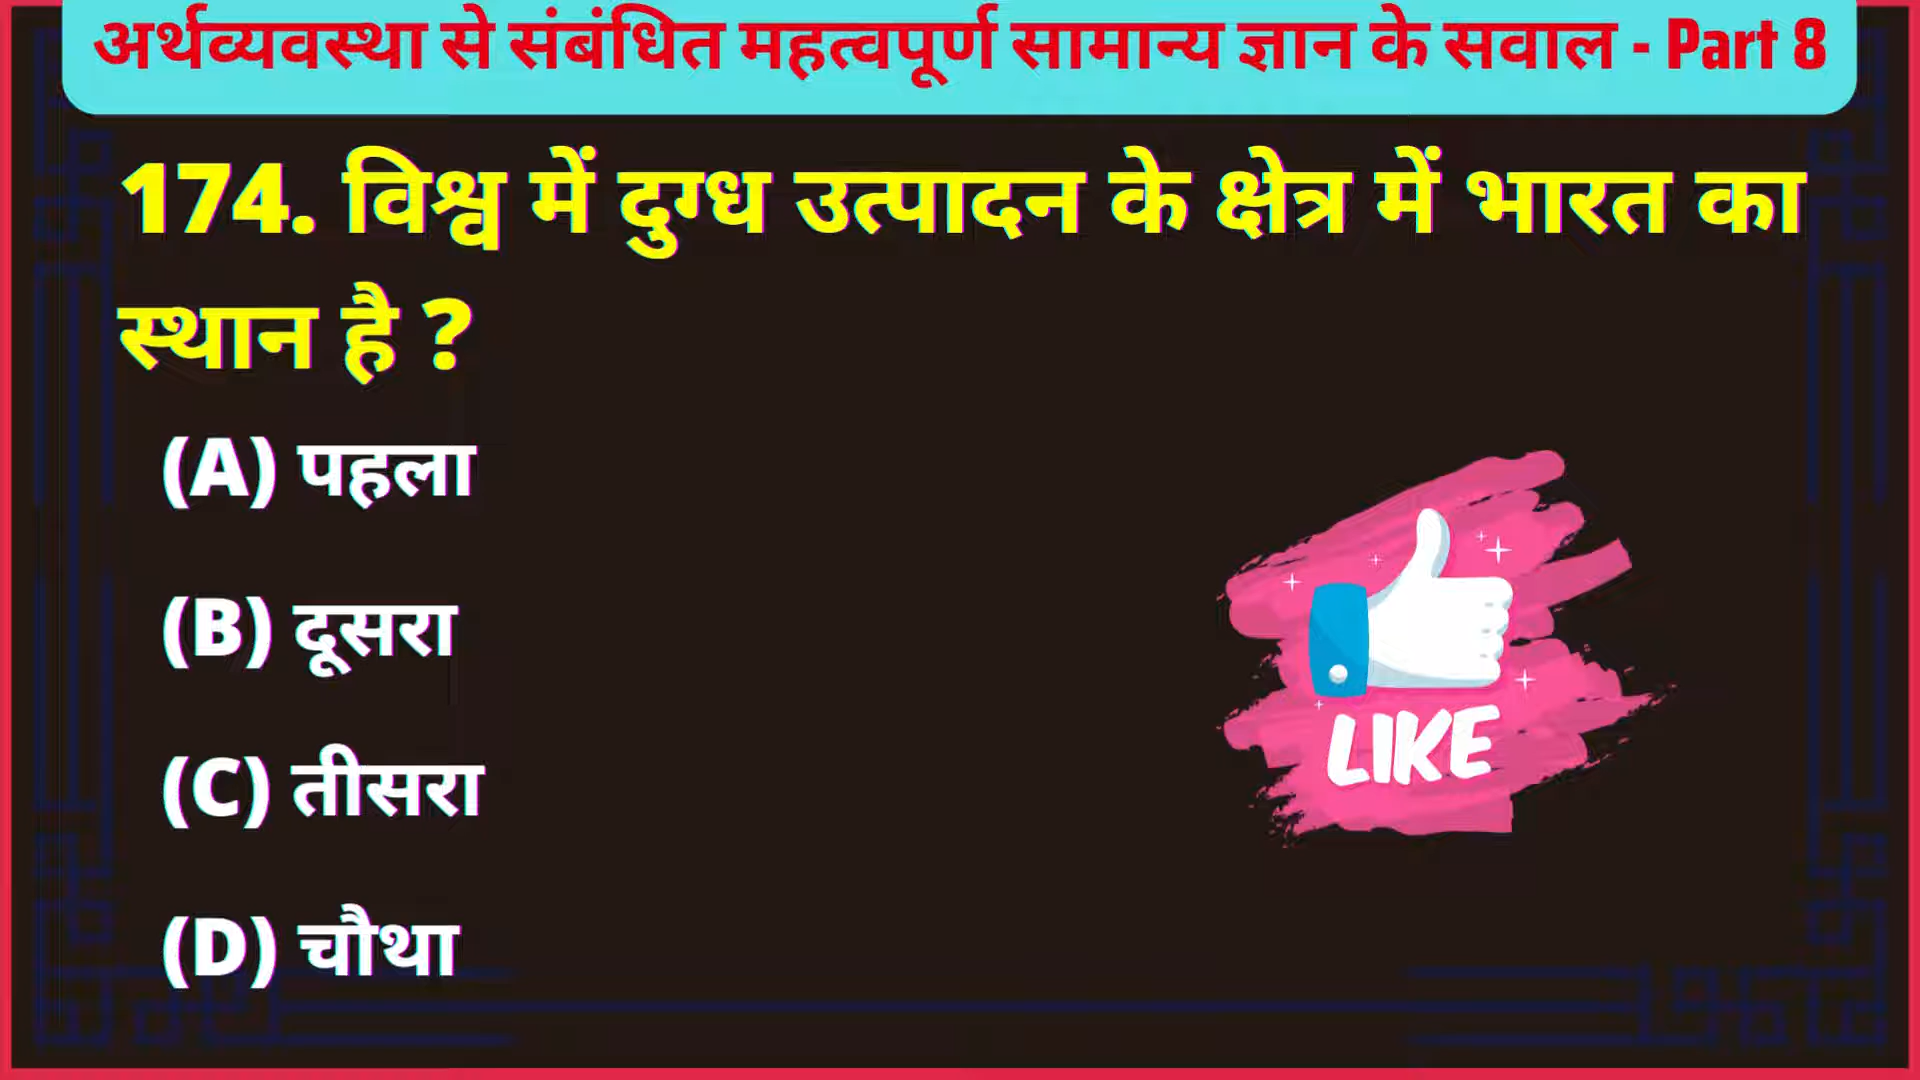 अर्थव्यवस्था से संबंधित महत्वपूर्ण सामान्य ज्ञान के सवाल - Part 8
174. विश्व में दुग्ध उत्पादन के क्षेत्र में भारत का
स्थान है ?
(A) पहला
(B) दूसरा
(C) तीसरा
(D) चौथा
LIKE